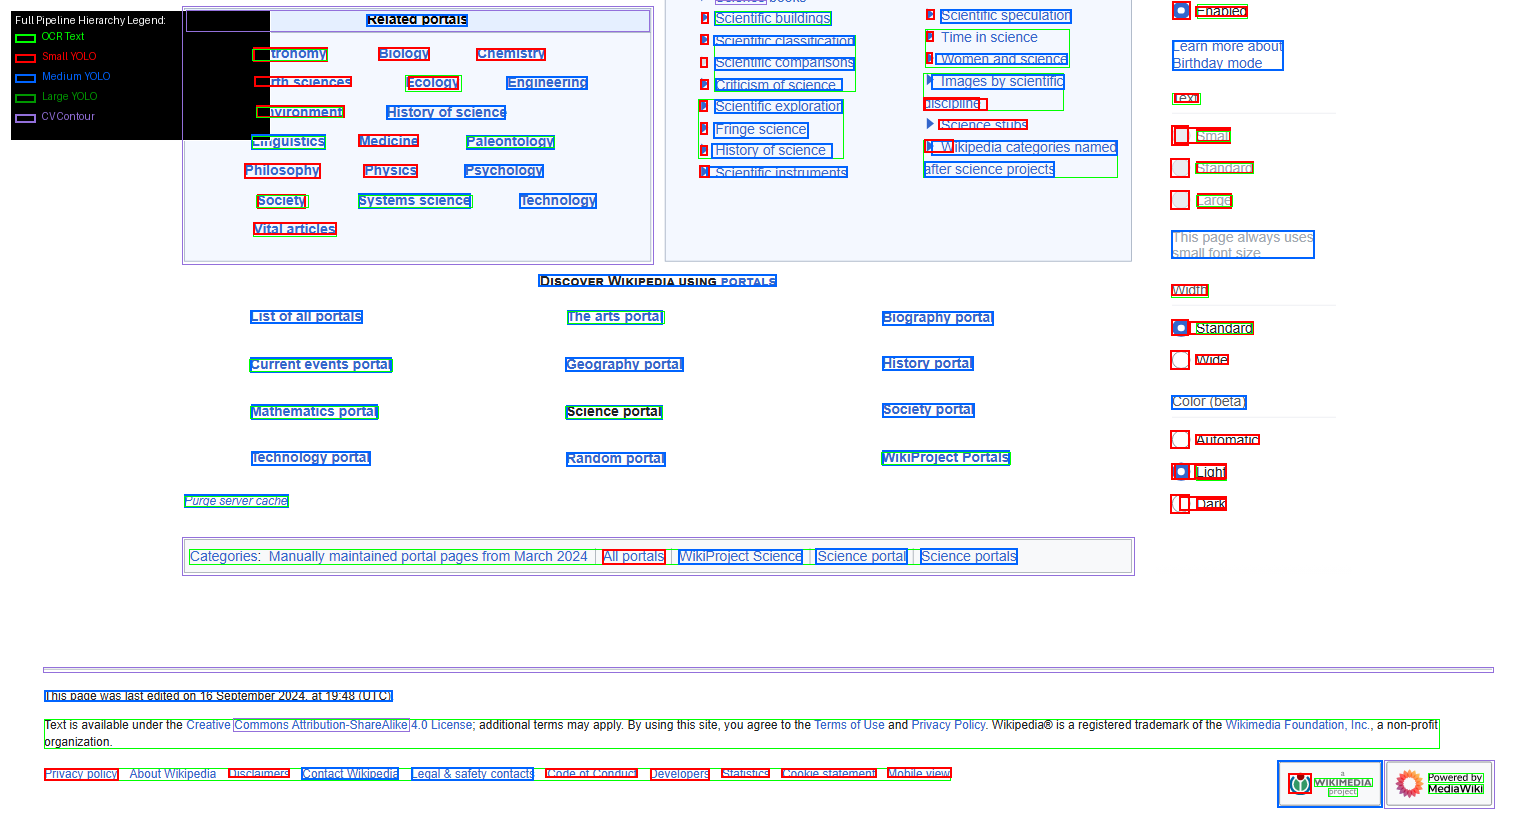 Full Pipeline Hierarchy Legend:
OCR Text
Small YOLO
Medium YOLO
Large YOLO
CV Contour
Related portals
tronomy
Biology
Chemistry
rth sciences
Ecology
Engineering
nvironment
History of science
Linguistics
Medicine
Paleontology
Philosophy
Physics
Psychology
Society
Systems science
Technology
Vital articles
Science books
Scientific buildings
Scientific classification
Scientific comparisons
Criticism of science
Scientific exploration
Fringe science
History of science
Scientific instruments
Scientific speculation
Time in science
Women and science
Images by scientific
discipline
Science stubs
Wikipedia categories named
after science projects
Discover Wikipedia using portals
List of all portals
The arts portal
Biography portal
Current events portal
Geography portal
History portal
Mathematics portal
Science portal
Society portal
Technology portal
Random portal
WikiProject Portals
Purge server cache
Categories: Manually maintained portal pages from March 2024 | All portals | WikiProject Science | Science portal | Science portals
Enabled
Learn more about
Birthday mode
Text
Small
Standard
Large
This page always uses
small font size
Width
Standard
Wide
Color (beta)
Automatic
Light
Dark
This page was last edited on 16 September 2024, at 19:48 (UTC).
Text is available under the Creative Commons Attribution-ShareAlike 4.0 License; additional terms may apply. By using this site, you agree to the Terms of Use and Privacy Policy. Wikipedia® is a registered trademark of the Wikimedia Foundation, Inc., a non-profit
organization.
Privacy policy About Wikipedia Disclaimers Contact Wikipedia Legal & safety contacts Code of Conduct Developers Statistics Cookie statement Mobile view
a
WIKIMEDIA
project
Powered by
MediaWiki